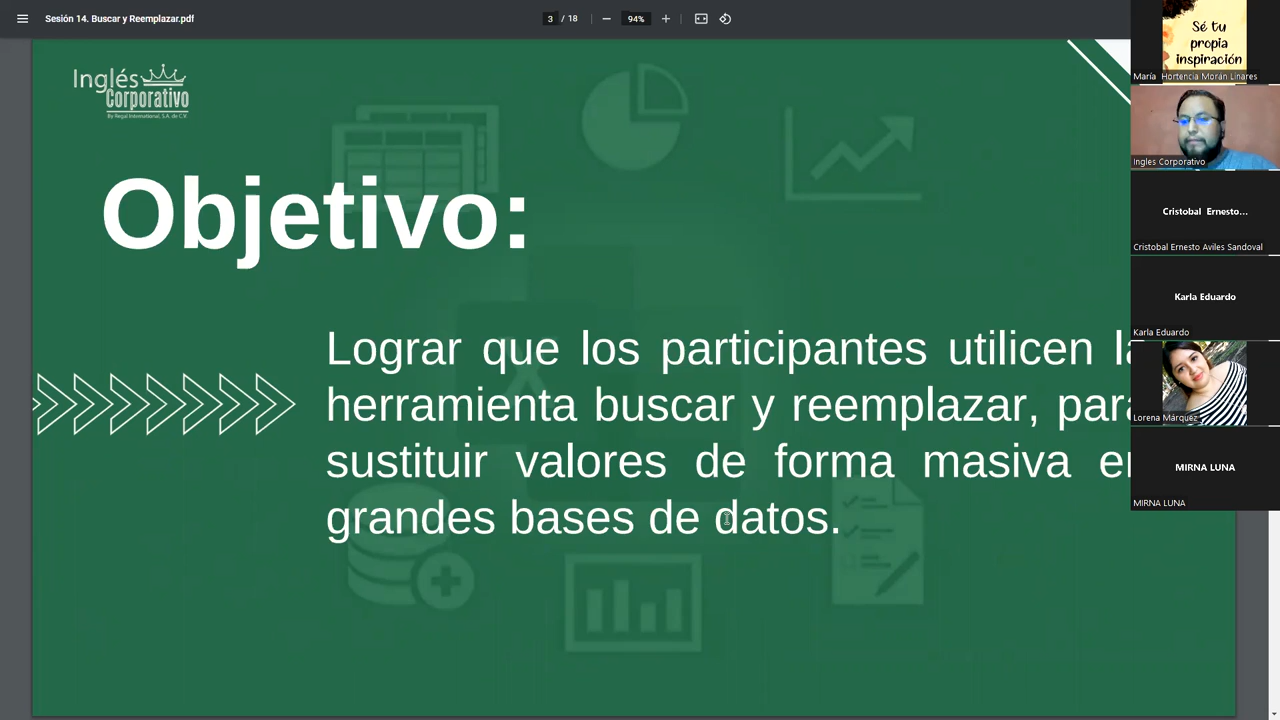 Sesión 14. Buscar y Reemplazar.pdf
3 / 18
94%
Inglés
Corporativo
By Regal International, S.A. de C.V.
Objetivo:
Lograr que los participantes utilicen
herramienta buscar y reemplazar,
sustituir valores de forma masiva
grandes bases de datos.
Sé tu
propia
inspiración
María Hortencia Morán Linares
Ingles Corporativo
Cristobal Ernesto...
Cristobal Ernesto Aviles Sandoval
Karla Eduardo
Karla Eduardo
Lorena Márquez
MIRNA LUNA
MIRNA LUNA